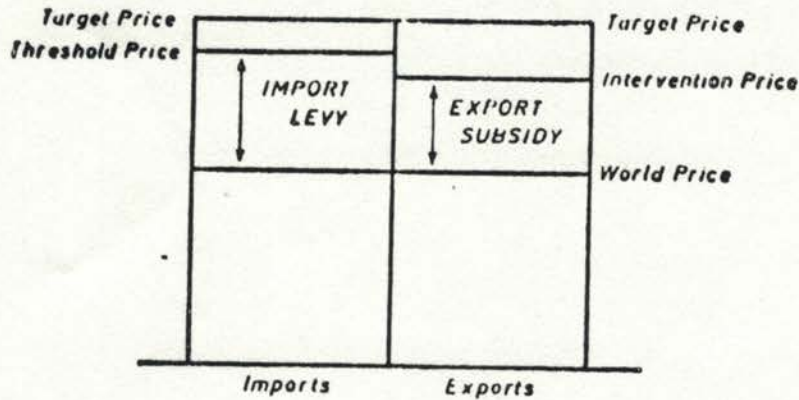 Target Price
Target Price
Threshold Price
Intervention Price
IMPORT
LEVY
EXPORT
SUBSIDY
World Price
Imports
Exports